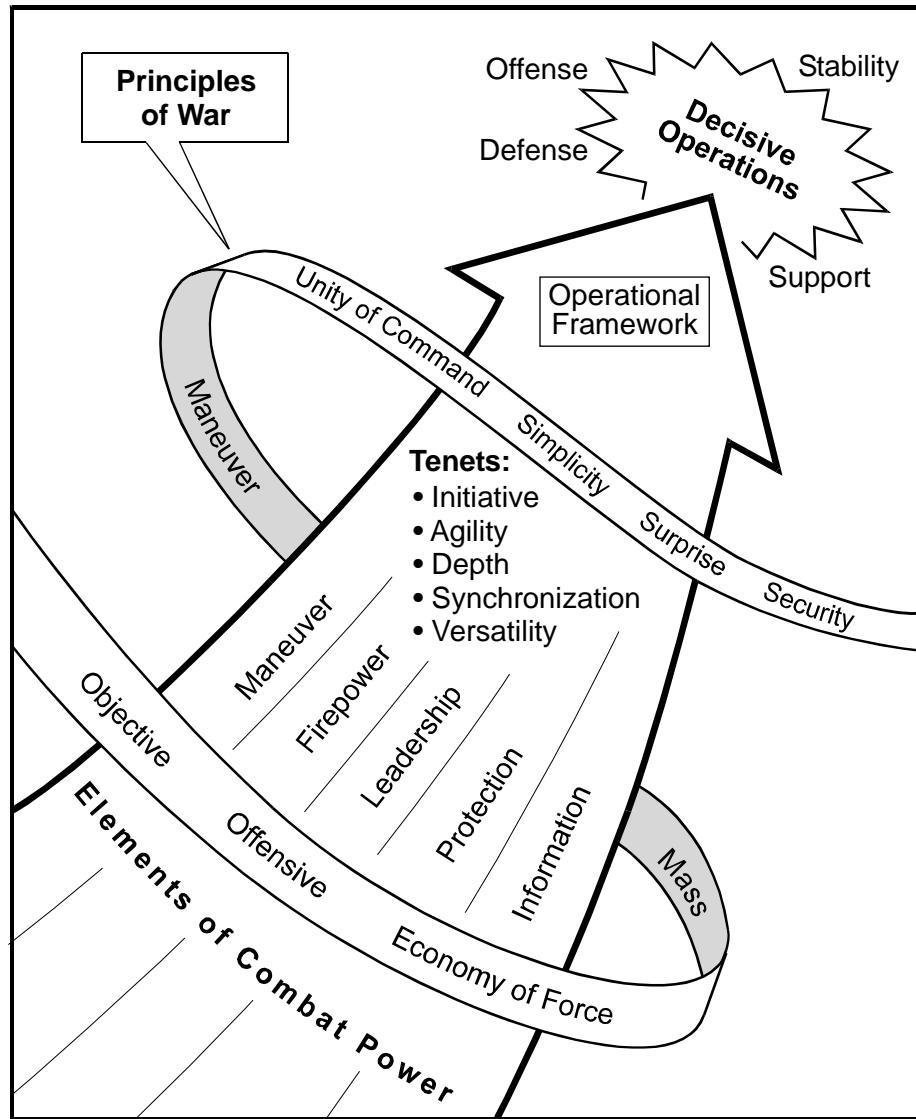 Principles
of War
Offense
Stability
Defense
Decisive
Operations
Support
Operational
Framework
Unity of Command Simplicity Surprise Security
Maneuver
Tenets:
• Initiative
• Agility
• Depth
• Synchronization
• Versatility
Maneuver
Firepower
Leadership
Protection
Information
Mass
Objective Offensive Economy of Force
Elements of Combat Power